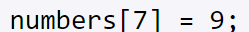 numbers[7] = 9;